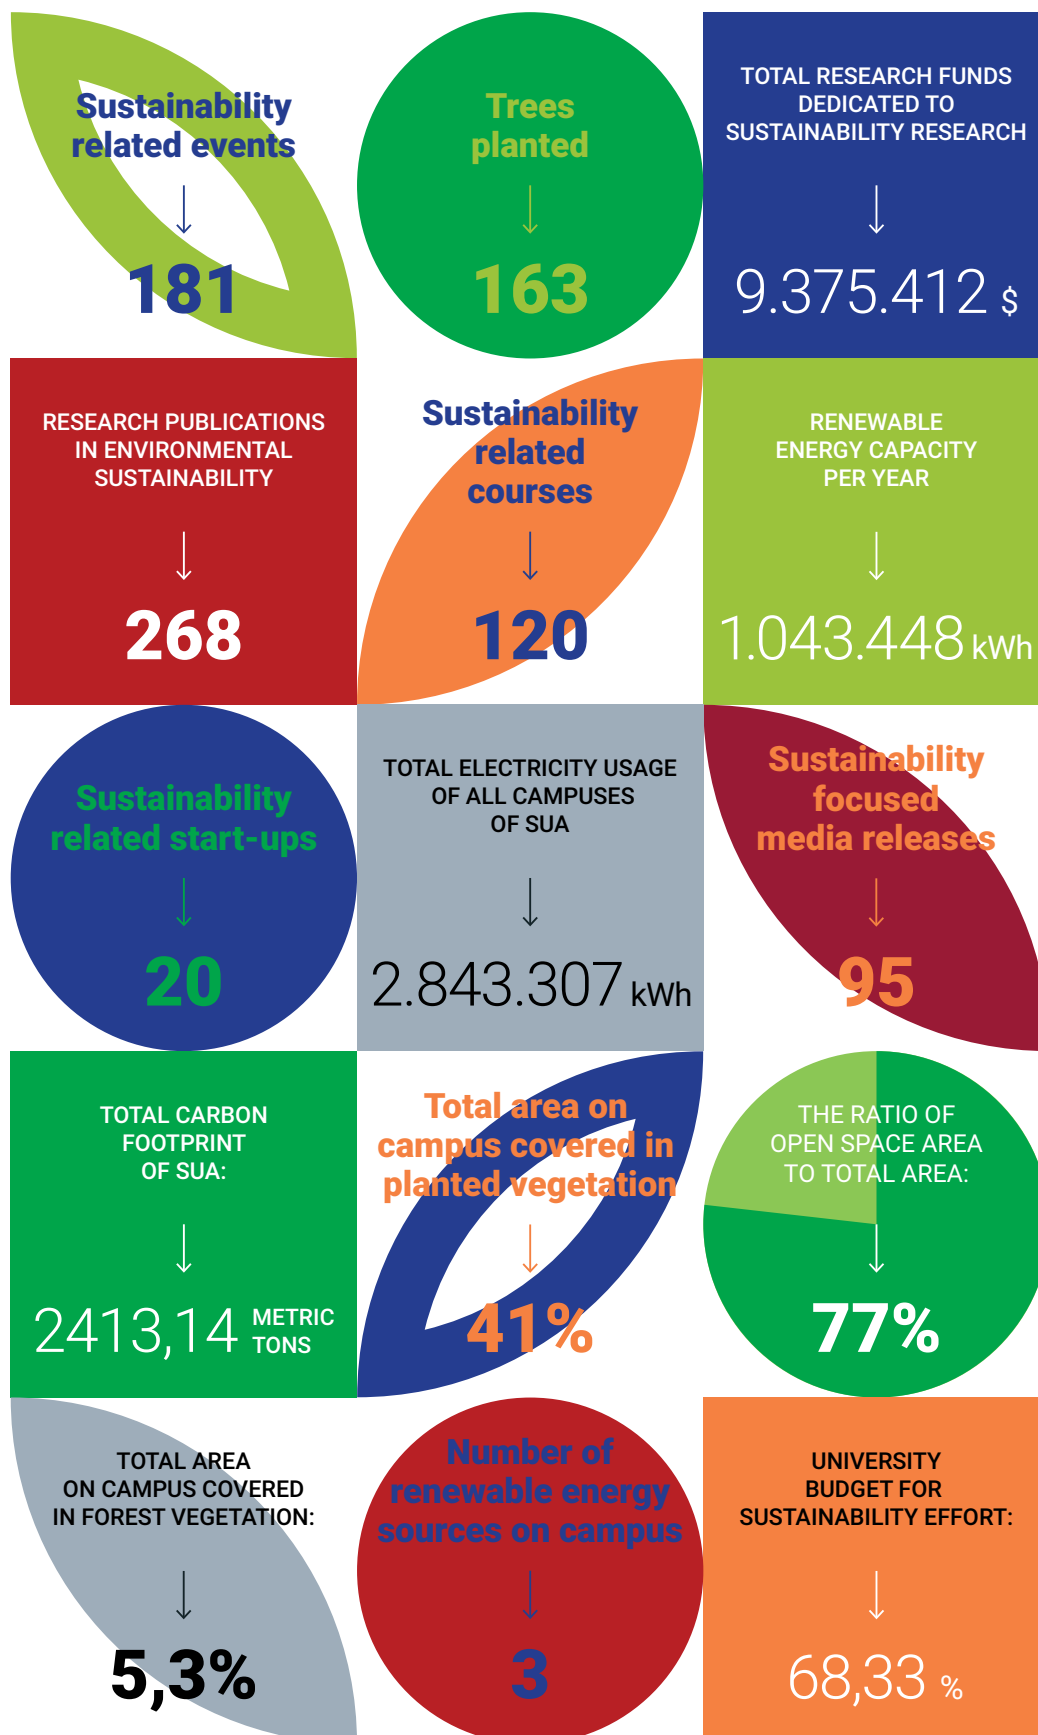 Sustainability
related events
181
Trees
planted
163
TOTAL RESEARCH FUNDS
DEDICATED TO
SUSTAINABILITY RESEARCH
9.375.412 $
RESEARCH PUBLICATIONS
IN ENVIRONMENTAL
SUSTAINABILITY
268
Sustainability
related
courses
120
RENEWABLE
ENERGY CAPACITY
PER YEAR
1.043.448 kWh
Sustainability
related start-ups
20
TOTAL ELECTRICITY USAGE
OF ALL CAMPUSES
OF SUA
2.843.307 kWh
Sustainability
focused
media releases
95
TOTAL CARBON
FOOTPRINT
OF SUA:
2413,14 METRIC
TONS
Total area on
campus covered in
planted vegetation
41%
THE RATIO OF
OPEN SPACE AREA
TO TOTAL AREA:
77%
TOTAL AREA
ON CAMPUS COVERED
IN FOREST VEGETATION:
5,3%
Number of
renewable energy
sources on campus
3
UNIVERSITY
BUDGET FOR
SUSTAINABILITY EFFORT:
68,33 %